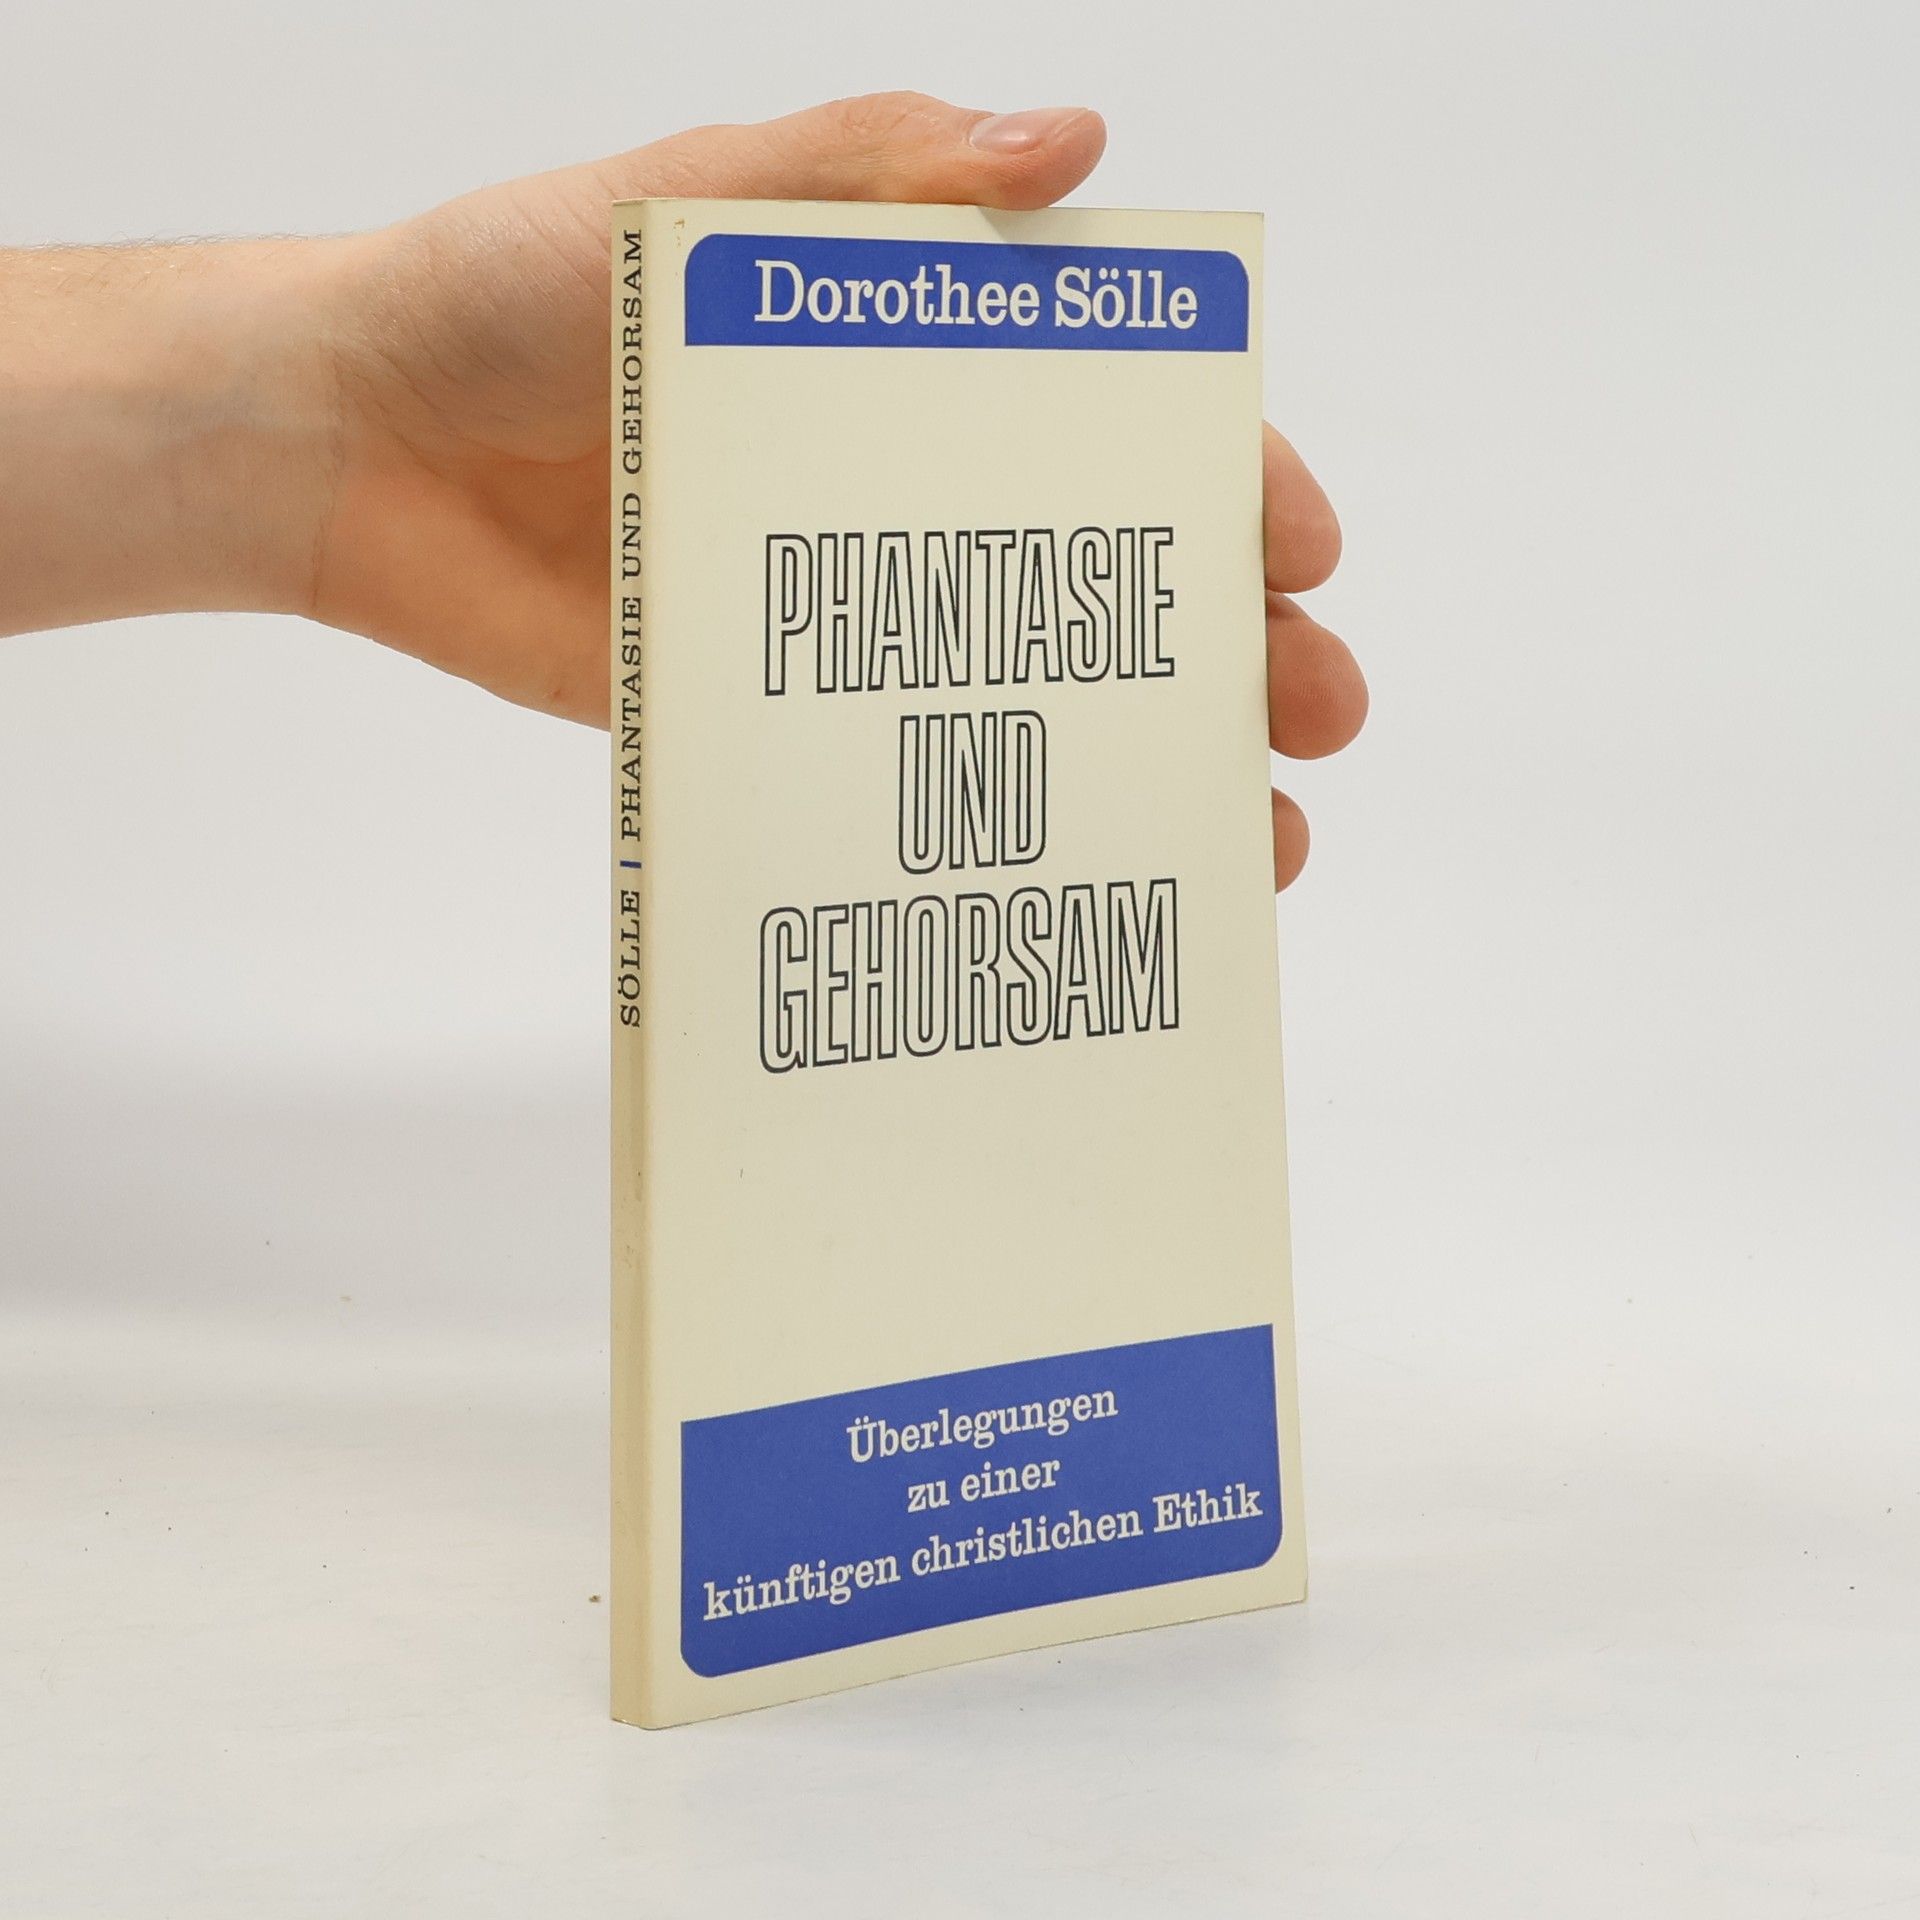 Dorothee Sölle
PHANTASIE
UND
GEHORSAM
Überlegungen
zu einer
künftigen christlichen Ethik
SÖLLE | PHANTASIE UND GEHORSAM